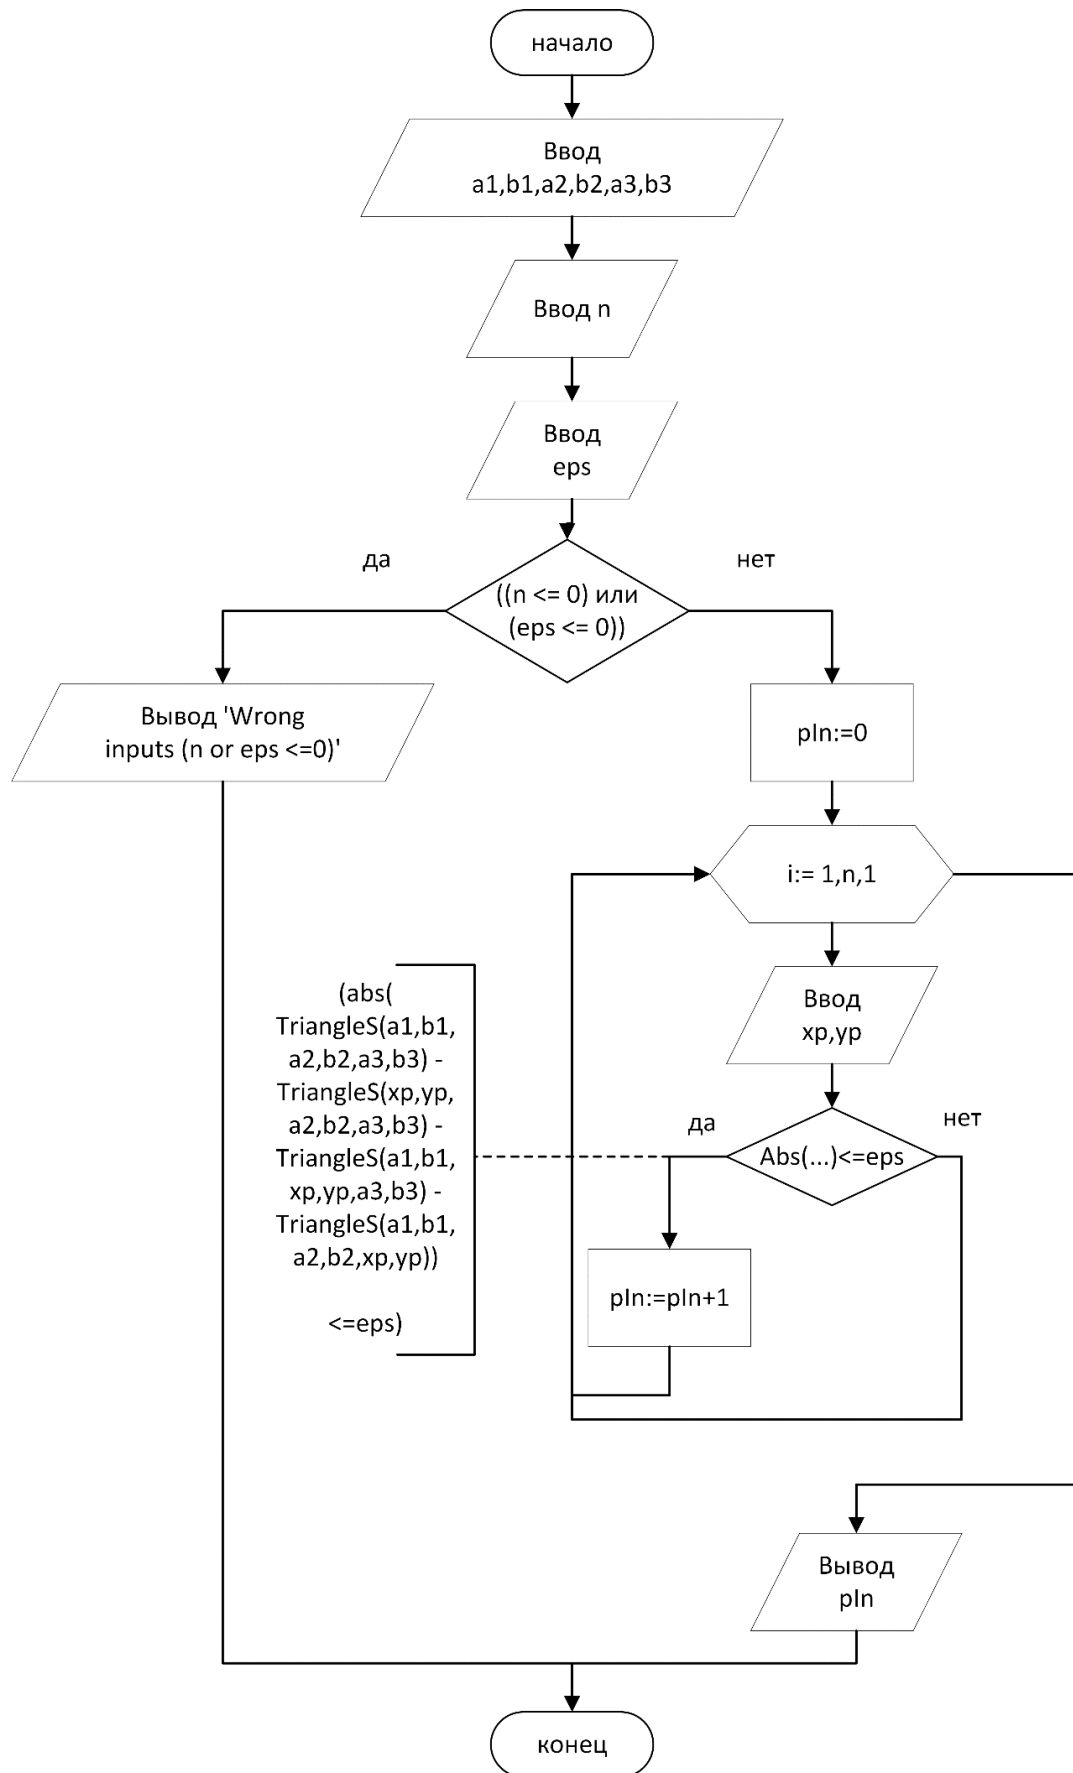 начало
Ввод
a1,b1,a2,b2,a3,b3
Ввод n
Ввод
eps
да
нет
((n <= 0) или
(eps <= 0))
Вывод 'Wrong
inputs (n or eps <=0)'
pIn:=0
i:= 1,n,1
Ввод
xp,yp
(abs(
TriangleS(a1,b1,
a2,b2,a3,b3) -
TriangleS(xp,yp,
a2,b2,a3,b3) -
TriangleS(a1,b1,
xp,yp,a3,b3) -
TriangleS(a1,b1,
a2,b2,xp,yp))
<=eps)
да
нет
Abs(...)<=eps
pIn:=pIn+1
Вывод
pIn
конец